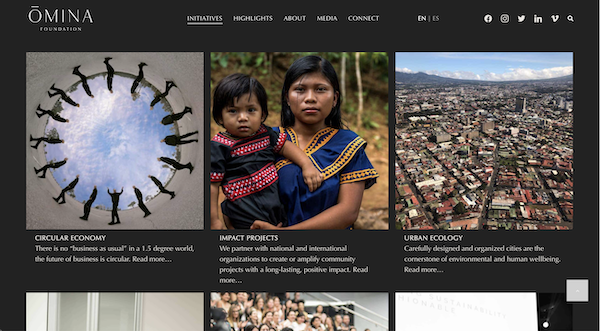 ŌMINA
FOUNDATION
INITIATIVES HIGHLIGHTS ABOUT MEDIA CONNECT EN | ES
CIRCULAR ECONOMY
There is no “business as usual” in a 1.5 degree world,
the future of business is circular. Read more…
IMPACT PROJECTS
We partner with national and international
organizations to create or amplify community
projects with a long-lasting, positive impact. Read
more…
URBAN ECOLOGY
Carefully designed and organized cities are the
cornerstone of environmental and human wellbeing.
Read more…
SUSTAINABILITY